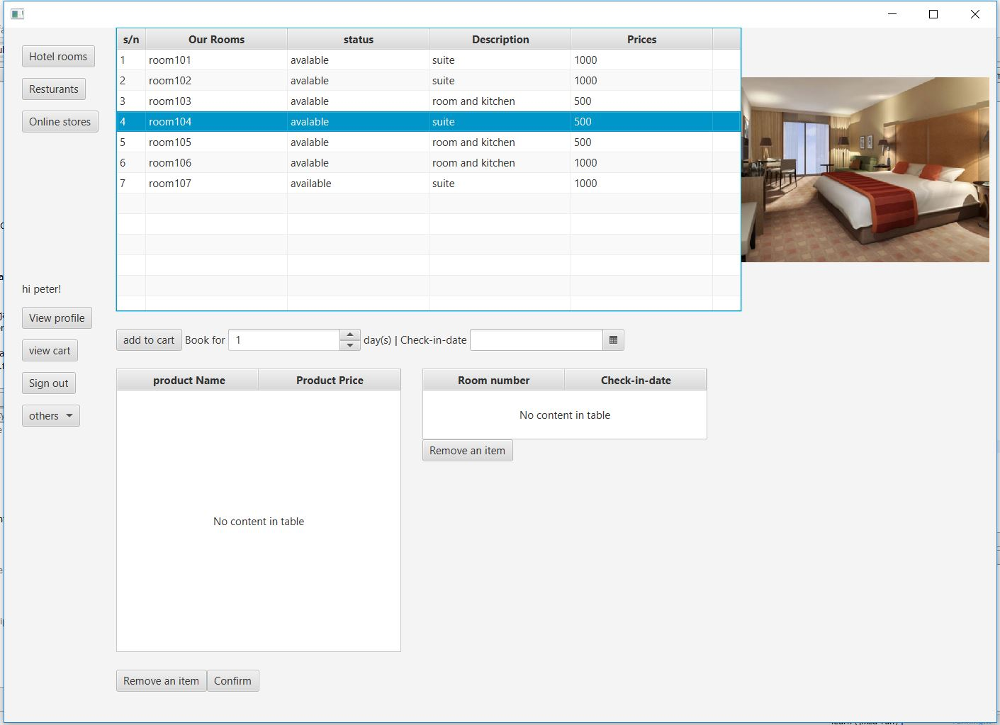 s/n Our Rooms status Description Prices
1 room101 avalable suite 1000
2 room102 avalable suite 1000
3 room103 avalable room and kitchen 500
4 room104 avalable suite 500
5 room105 avalable room and kitchen 500
6 room106 avalable room and kitchen 1000
7 room107 available suite 1000
Hotel rooms
Resturants
Online stores
hi peter!
View profile
view cart
Sign out
others
add to cart Book for 1 day(s) | Check-in-date
product Name Product Price
No content in table
Room number Check-in-date
No content in table
Remove an item
Remove an item Confirm